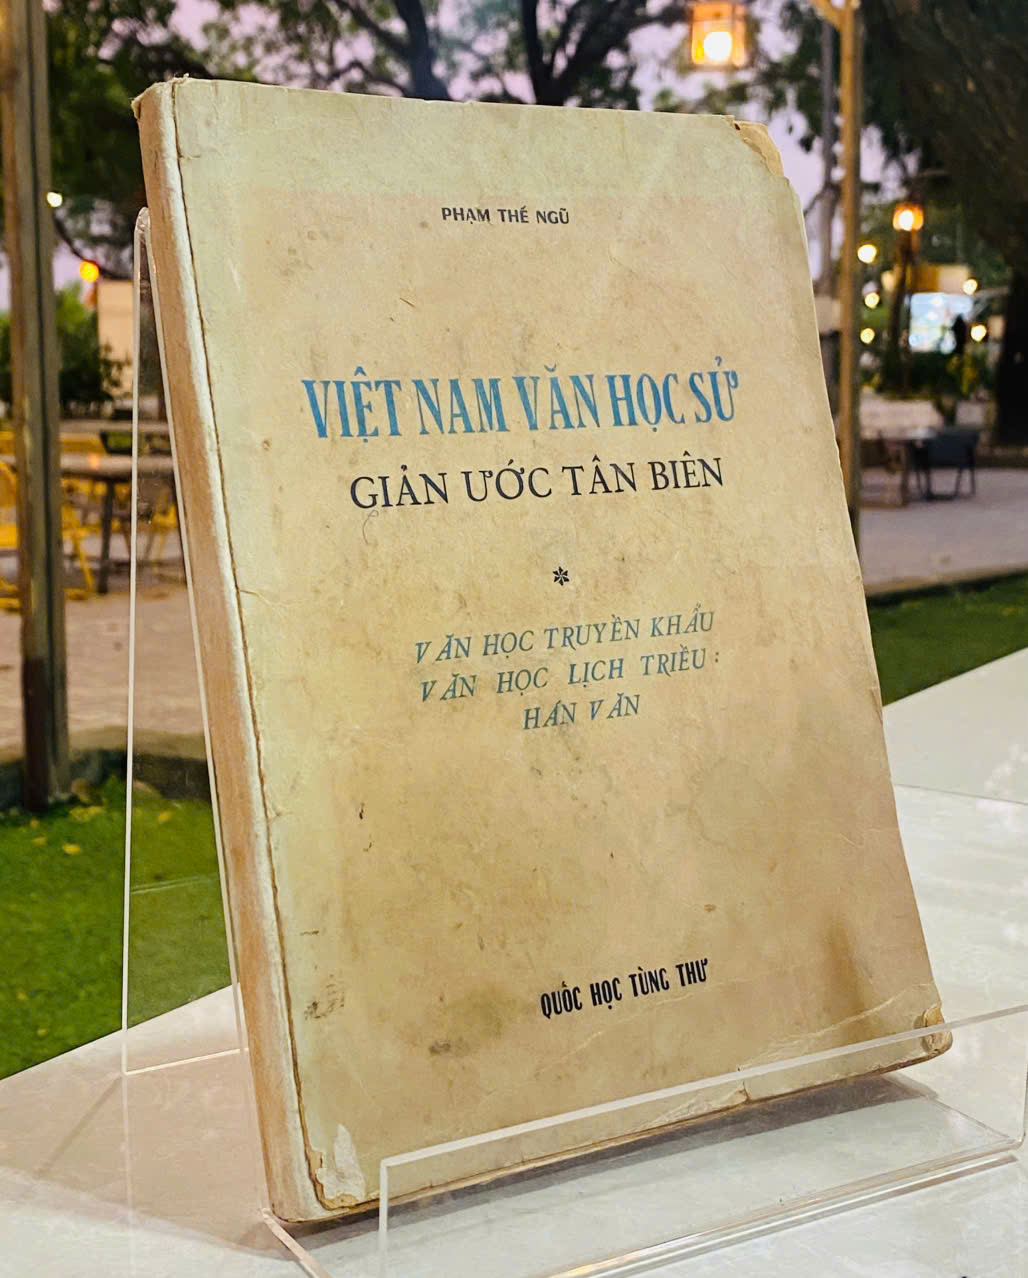 PHẠM THẾ NGŨ
VIỆT NAM VĂN HỌC SỬ
GIẢN ƯỚC TÂN BIÊN
*
VĂN HỌC TRUYỀN KHẨU
VĂN HỌC LỊCH TRIỀU :
HÁN VĂN
QUỐC HỌC TÙNG THƯ